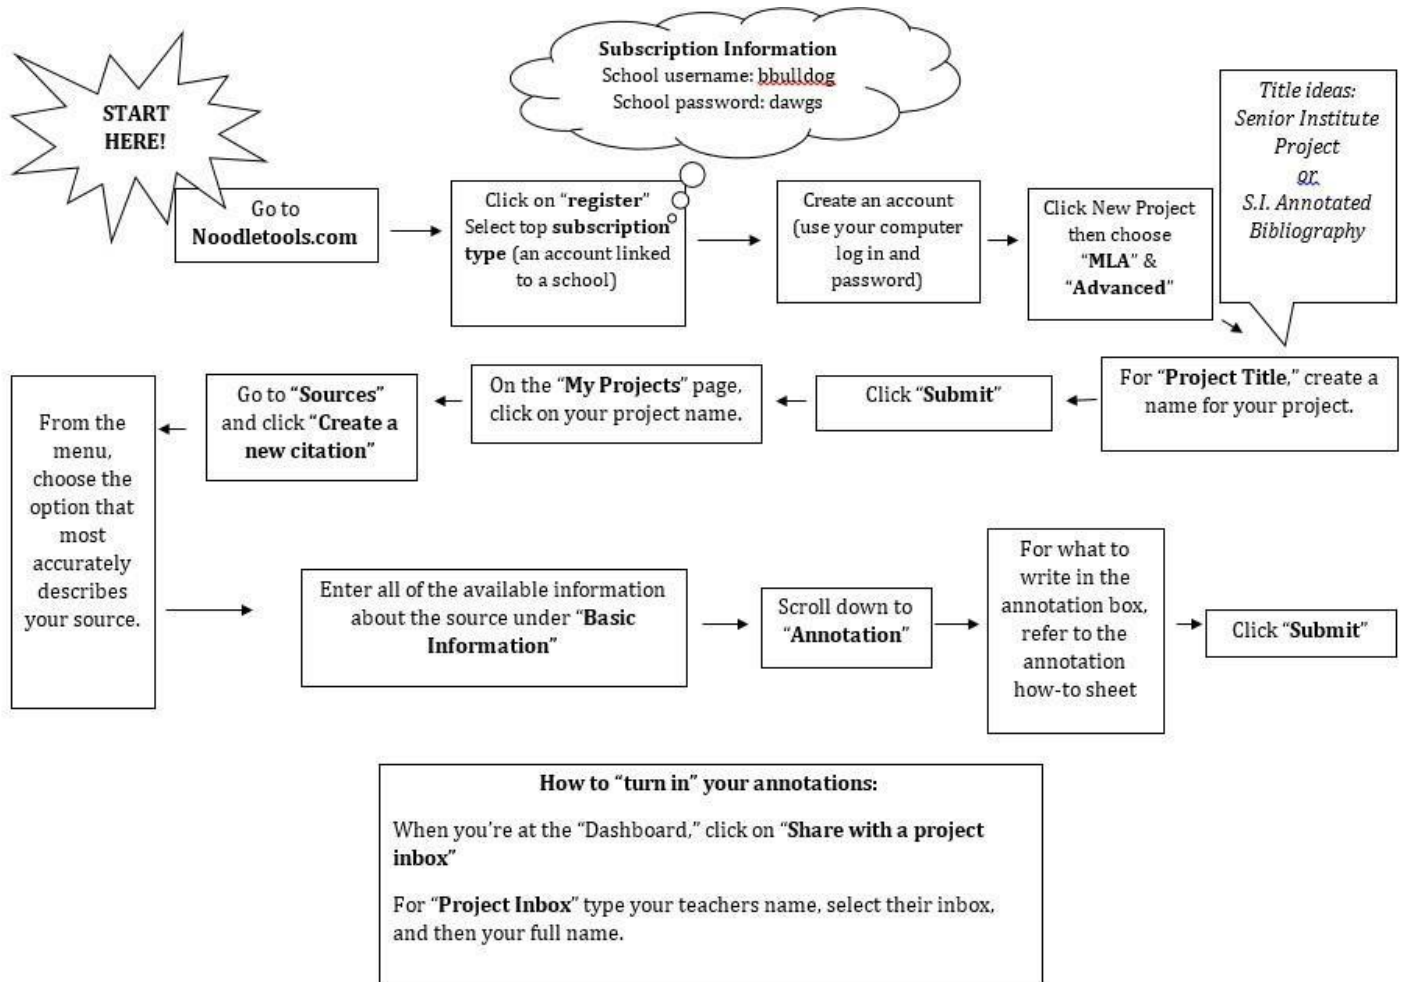 START
HERE!
Go to
Noodletools.com
Subscription Information
School username: bbulldog
School password: dawgs
Click on “register”
Select top subscription
type (an account linked
to a school)
Create an account
(use your computer
log in and
password)
Click New Project
then choose
“MLA” &
“Advanced”
Title ideas:
Senior Institute
Project
or
S.I. Annotated
Bibliography
For “Project Title,” create a
name for your project.
Click “Submit”
On the “My Projects” page,
click on your project name.
Go to “Sources”
and click “Create a
new citation”
From the
menu,
choose the
option that
most
accurately
describes
your source.
Enter all of the available information
about the source under “Basic
Information”
Scroll down to
“Annotation”
For what to
write in the
annotation box,
refer to the
annotation
how-to sheet
Click “Submit”
How to “turn in” your annotations:
When you’re at the “Dashboard,” click on “Share with a project
inbox”
For “Project Inbox” type your teachers name, select their inbox,
and then your full name.